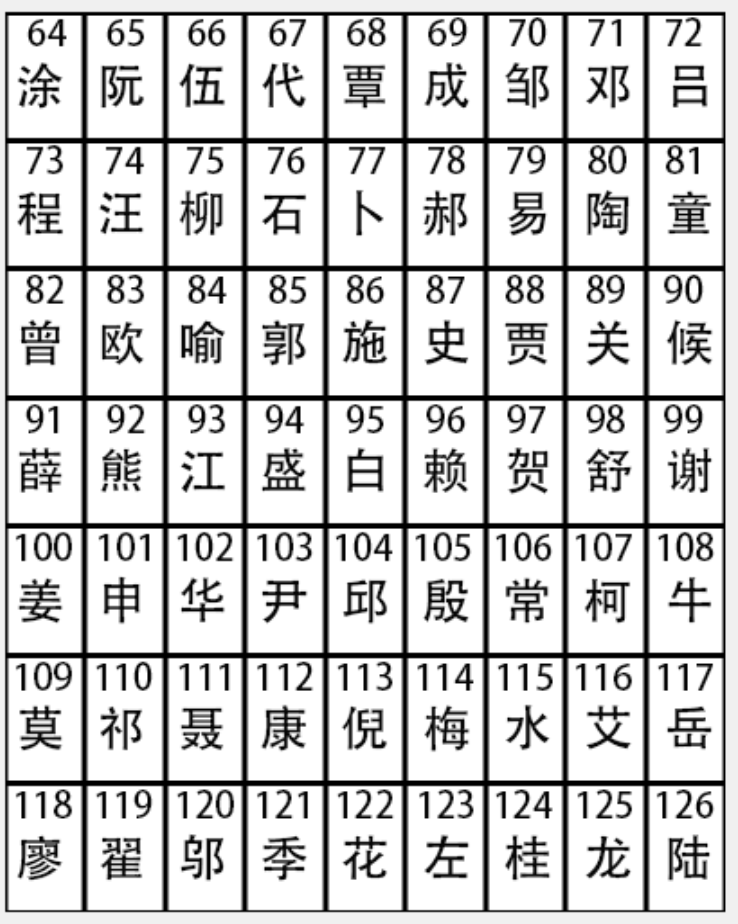 64 65 66 67 68 69 70 71 72
涂 阮 伍 代 覃 成 邹 邓 吕
73 74 75 76 77 78 79 80 81
程 汪 柳 石 卜 郝 易 陶 童
82 83 84 85 86 87 88 89 90
曾 欧 喻 郭 施 史 贾 关 候
91 92 93 94 95 96 97 98 99
薛 熊 江 盛 白 赖 贺 舒 谢
100 101 102 103 104 105 106 107 108
姜 申 华 尹 邱 殷 常 柯 牛
109 110 111 112 113 114 115 116 117
莫 祁 聂 康 倪 梅 水 艾 岳
118 119 120 121 122 123 124 125 126
廖 翟 邬 季 花 左 桂 龙 陆